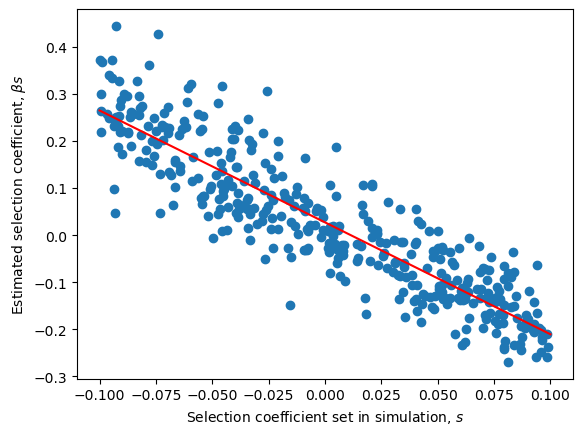 0.4
0.3
0.2
0.1
0.0
−0.1
−0.2
−0.3
Estimated selection coefficient, βs
−0.100 −0.075 −0.050 −0.025 0.000 0.025 0.050 0.075 0.100
Selection coefficient set in simulation, s